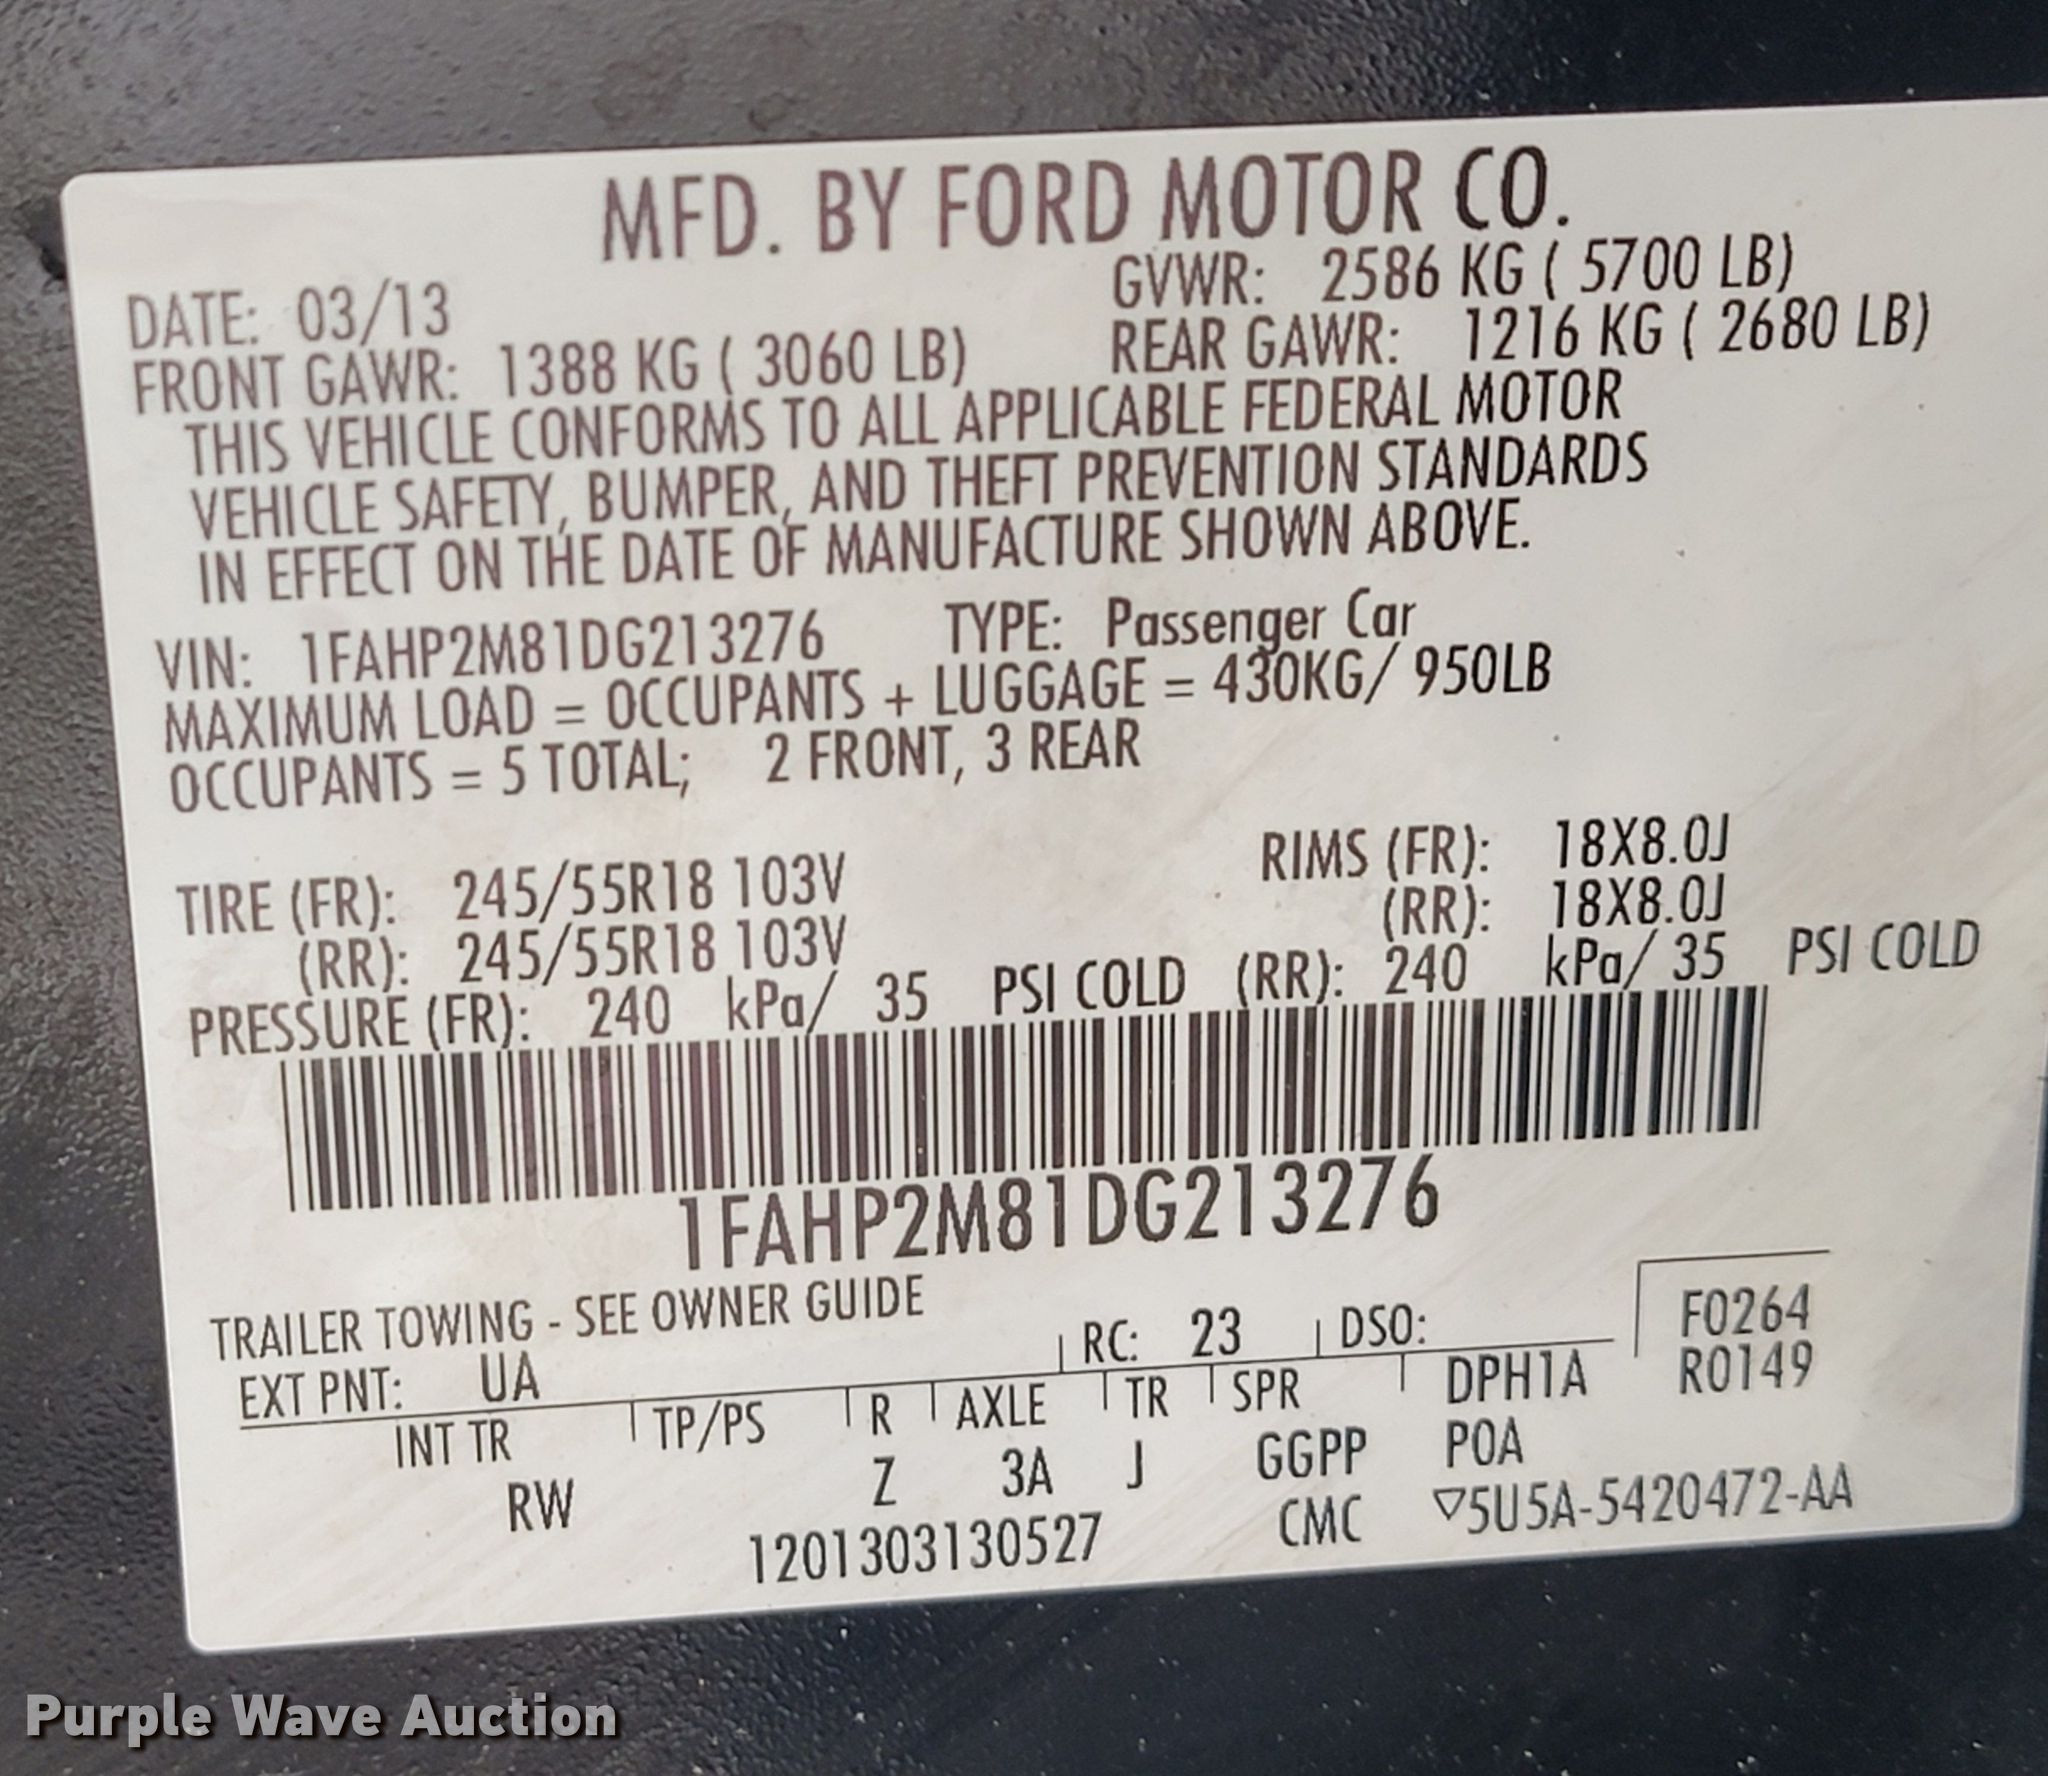 MFD. BY FORD MOTOR CO.
DATE: 03/13 GVWR: 2586 KG ( 5700 LB)
FRONT GAWR: 1388 KG ( 3060 LB) REAR GAWR: 1216 KG ( 2680 LB)
THIS VEHICLE CONFORMS TO ALL APPLICABLE FEDERAL MOTOR
VEHICLE SAFETY, BUMPER, AND THEFT PREVENTION STANDARDS
IN EFFECT ON THE DATE OF MANUFACTURE SHOWN ABOVE.
VIN: 1FAHP2M81DG213276 TYPE: Passenger Car
MAXIMUM LOAD = OCCUPANTS + LUGGAGE = 430KG/ 950LB
OCCUPANTS = 5 TOTAL; 2 FRONT, 3 REAR
TIRE (FR): 245/55R18 103V RIMS (FR): 18X8.0J
(RR): 245/55R18 103V (RR): 18X8.0J
PRESSURE (FR): 240 kPa/ 35 PSI COLD (RR): 240 kPa/ 35 PSI COLD
1FAHP2M81DG213276
TRAILER TOWING - SEE OWNER GUIDE
EXT PNT: UA RC: 23 DSO: F0264
INT TR TP/PS R AXLE TR SPR DPH1A R0149
RW Z 3A J GGPP P0A
1201303130527 CMC ▽5U5A-5420472-AA
Purple Wave Auction